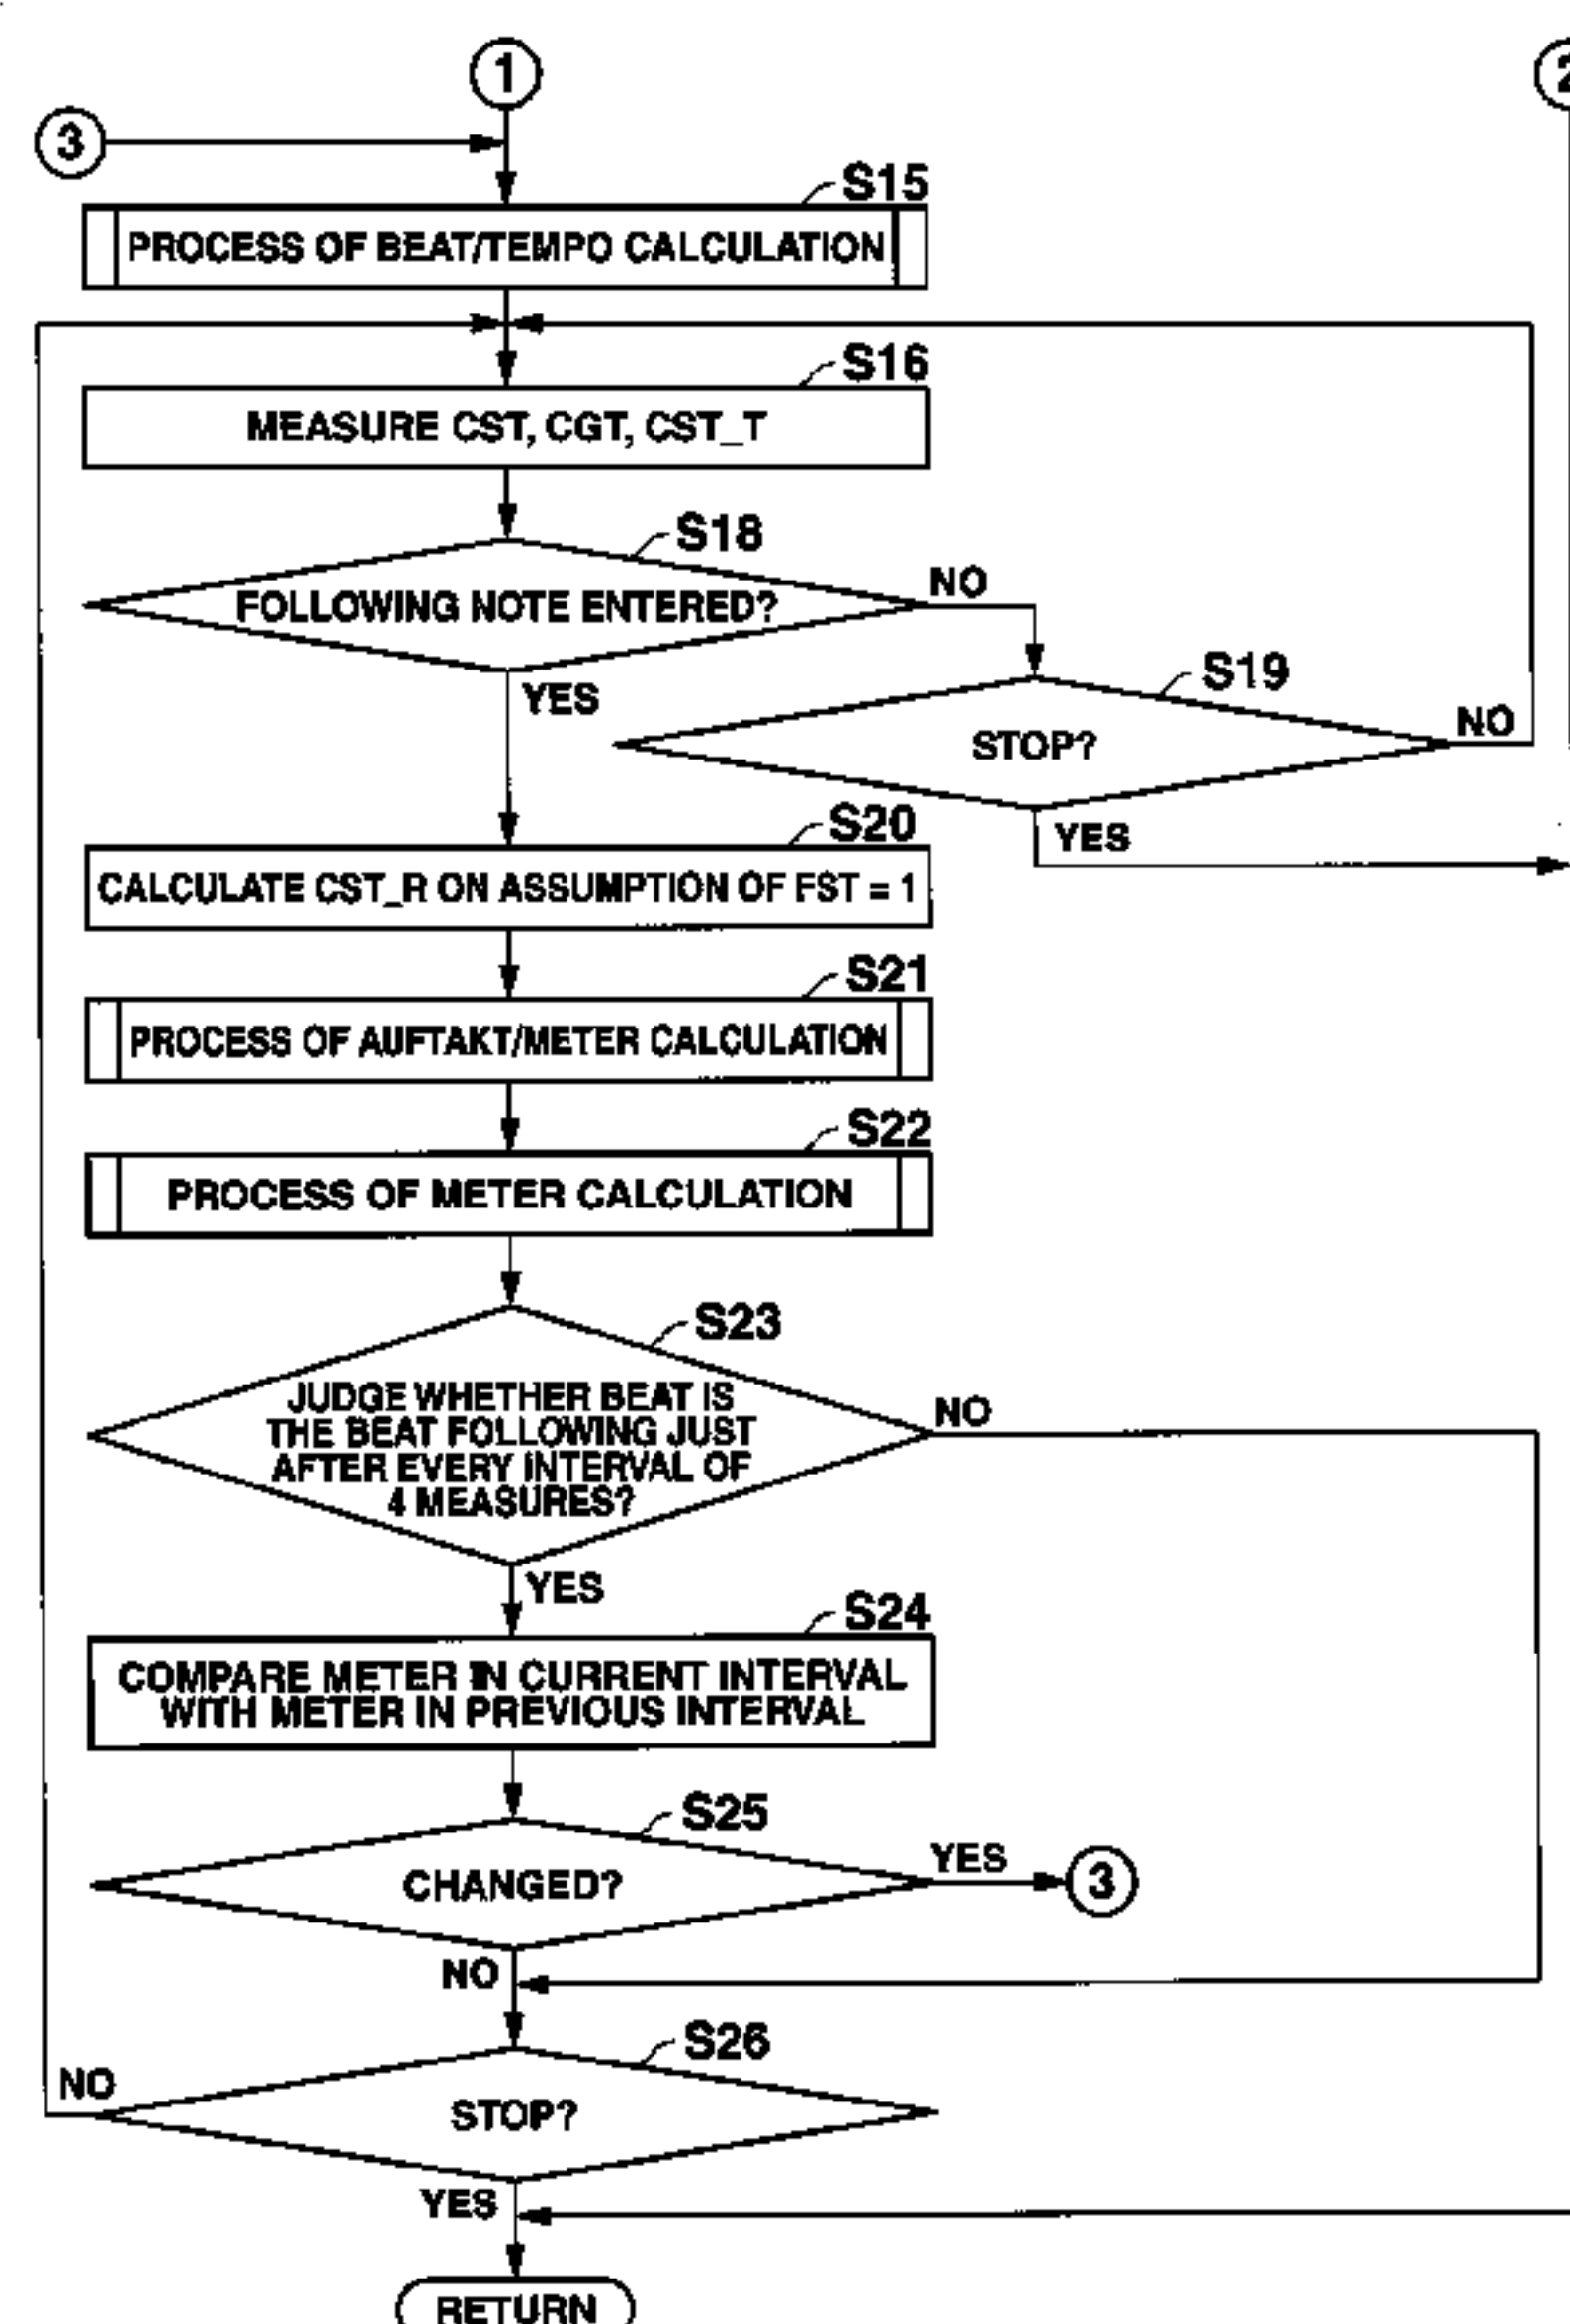 1
2
3
S15
PROCESS OF BEAT/TEMPO CALCULATION
S16
MEASURE CST, CGT, CST_T
S18
FOLLOWING NOTE ENTERED?
NO
YES
S19
STOP?
NO
YES
S20
CALCULATE CST_R ON ASSUMPTION OF FST = 1
S21
PROCESS OF AUFTAKT/METER CALCULATION
S22
PROCESS OF METER CALCULATION
S23
JUDGE WHETHER BEAT IS
THE BEAT FOLLOWING JUST
AFTER EVERY INTERVAL OF
4 MEASURES?
NO
YES
S24
COMPARE METER IN CURRENT INTERVAL
WITH METER IN PREVIOUS INTERVAL
S25
CHANGED?
YES
3
NO
S26
STOP?
NO
YES
RETURN